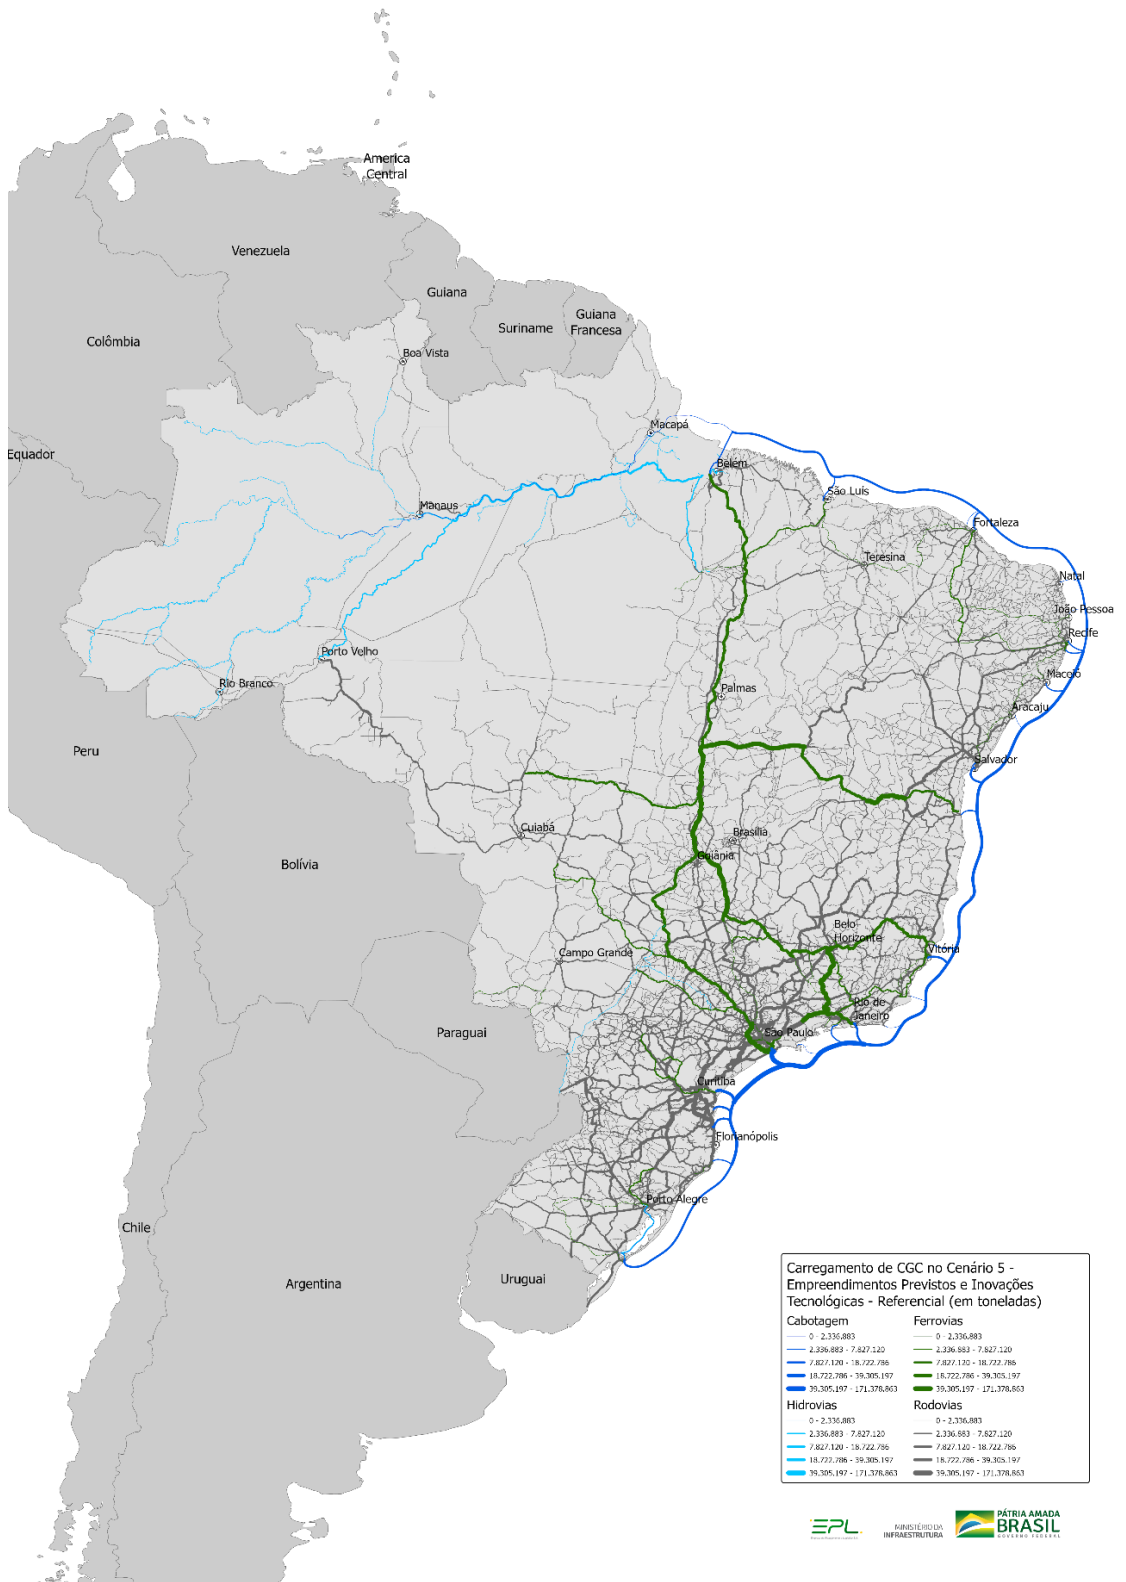 America
Central
Venezuela
Guiana
Guiana
Francesa
Suriname
Colômbia
Boa Vista
Macapá
Equador
Belém
São Luís
Manaus
Fortaleza
Teresina
Natal
João Pessoa
Recife
Porto Velho
Maceió
Rio Branco
Palmas
Aracaju
Peru
Salvador
Cuiabá
Brasília
Goiânia
Bolívia
Belo
Horizonte
Vitória
Campo Grande
Rio de
Janeiro
Paraguai
São Paulo
Curitiba
Florianópolis
Porto Alegre
Chile
Argentina
Uruguai
Carregamento de CGC no Cenário 5 -
Empreendimentos Previstos e Inovações
Tecnológicas - Referencial (em toneladas)
Cabotagem
0 - 2.336.883
2.336.883 - 7.827.120
7.827.120 - 18.722.786
18.722.786 - 39.305.197
39.305.197 - 171.378.863
Ferrovias
0 - 2.336.883
2.336.883 - 7.827.120
7.827.120 - 18.722.786
18.722.786 - 39.305.197
39.305.197 - 171.378.863
Hidrovias
0 - 2.336.883
2.336.883 - 7.827.120
7.827.120 - 18.722.786
18.722.786 - 39.305.197
39.305.197 - 171.378.863
Rodovias
0 - 2.336.883
2.336.883 - 7.827.120
7.827.120 - 18.722.786
18.722.786 - 39.305.197
39.305.197 - 171.378.863
EPL
MINISTÉRIO DA
INFRAESTRUTURA
PÁTRIA AMADA
BRASIL
GOVERNO FEDERAL